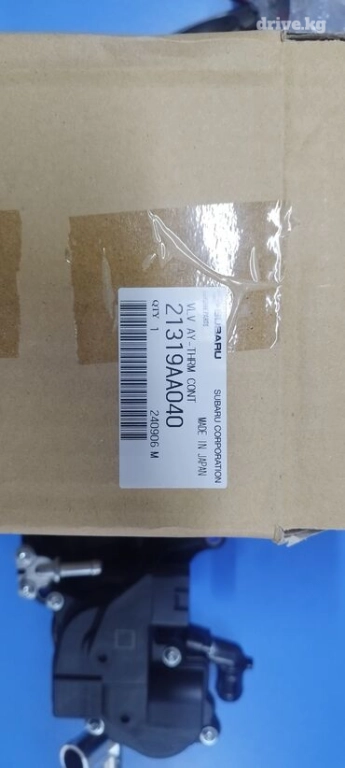 drive.kg
SUBARU
SUBARU CORPORATION
MADE IN JAPAN
VLV AY-THRM CONT
21319AA040
QTY 1
240906 M